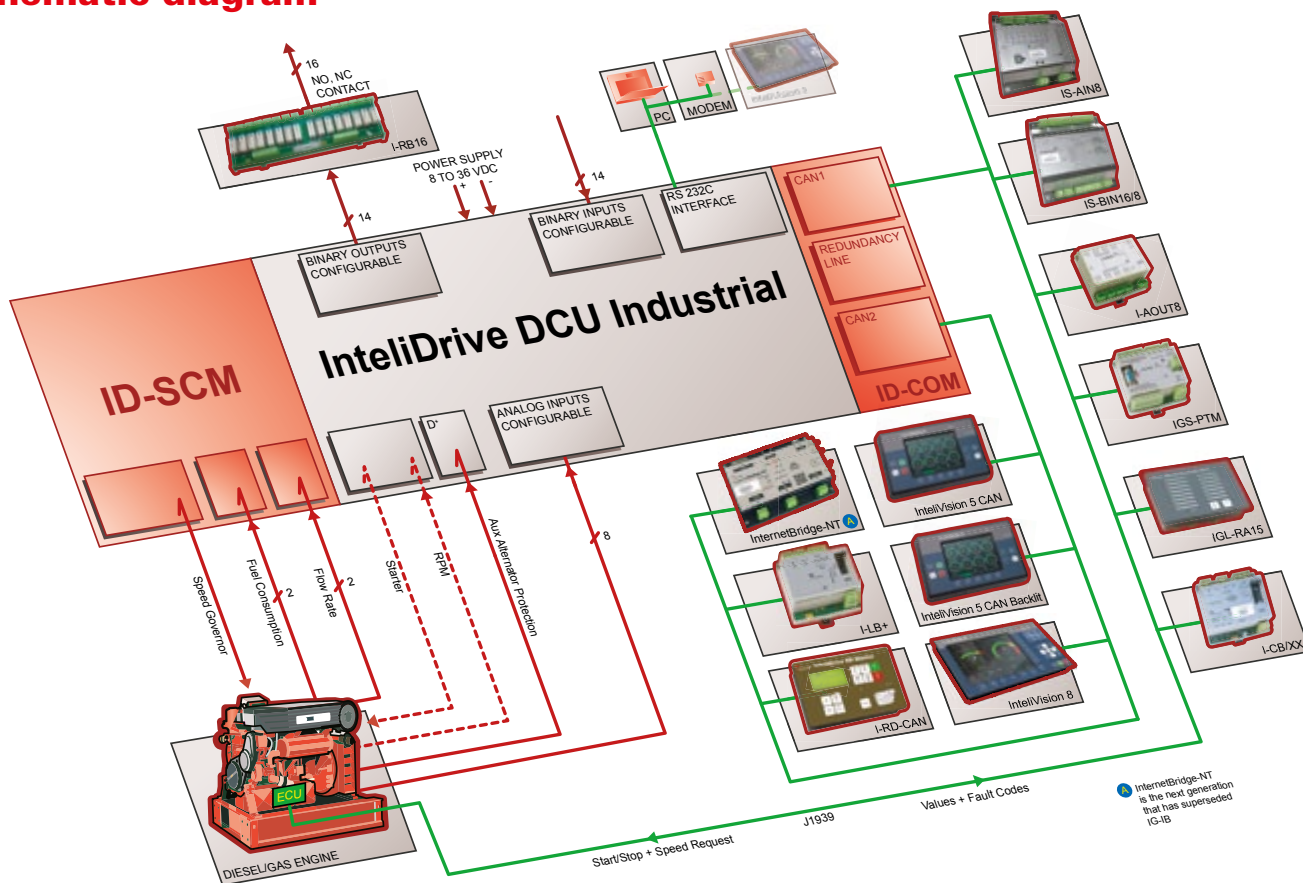 schematic diagram
16
NO, NC
CONTACT
I-RB16
14
POWER SUPPLY
8 TO 36 VDC
+ -
14
PC
MODEM
InteliVision 8
BINARY OUTPUTS
CONFIGURABLE
BINARY INPUTS
CONFIGURABLE
RS 232C
INTERFACE
CAN1
REDUNDANCY
LINE
CAN2
ID-COM
ID-SCM
InteliDrive DCU Industrial
D+
ANALOG INPUTS
CONFIGURABLE
Speed Governor
Fuel Consumption
2
Flow Rate
2
Starter
RPM
Aux Alternator Protection
8
IS-AIN8
IS-BIN16/8
I-AOUT8
IGS-PTM
IGL-RA15
I-CB/XX
InternetBridge-NT A
InteliVision 5 CAN
I-LB+
InteliVision 5 CAN Backlit
I-RD-CAN
InteliVision 8
ECU
DIESEL/GAS ENGINE
Start/Stop + Speed Request
J1939
Values + Fault Codes
A InternetBridge-NT
is the next generation
that has superseded
IG-IB